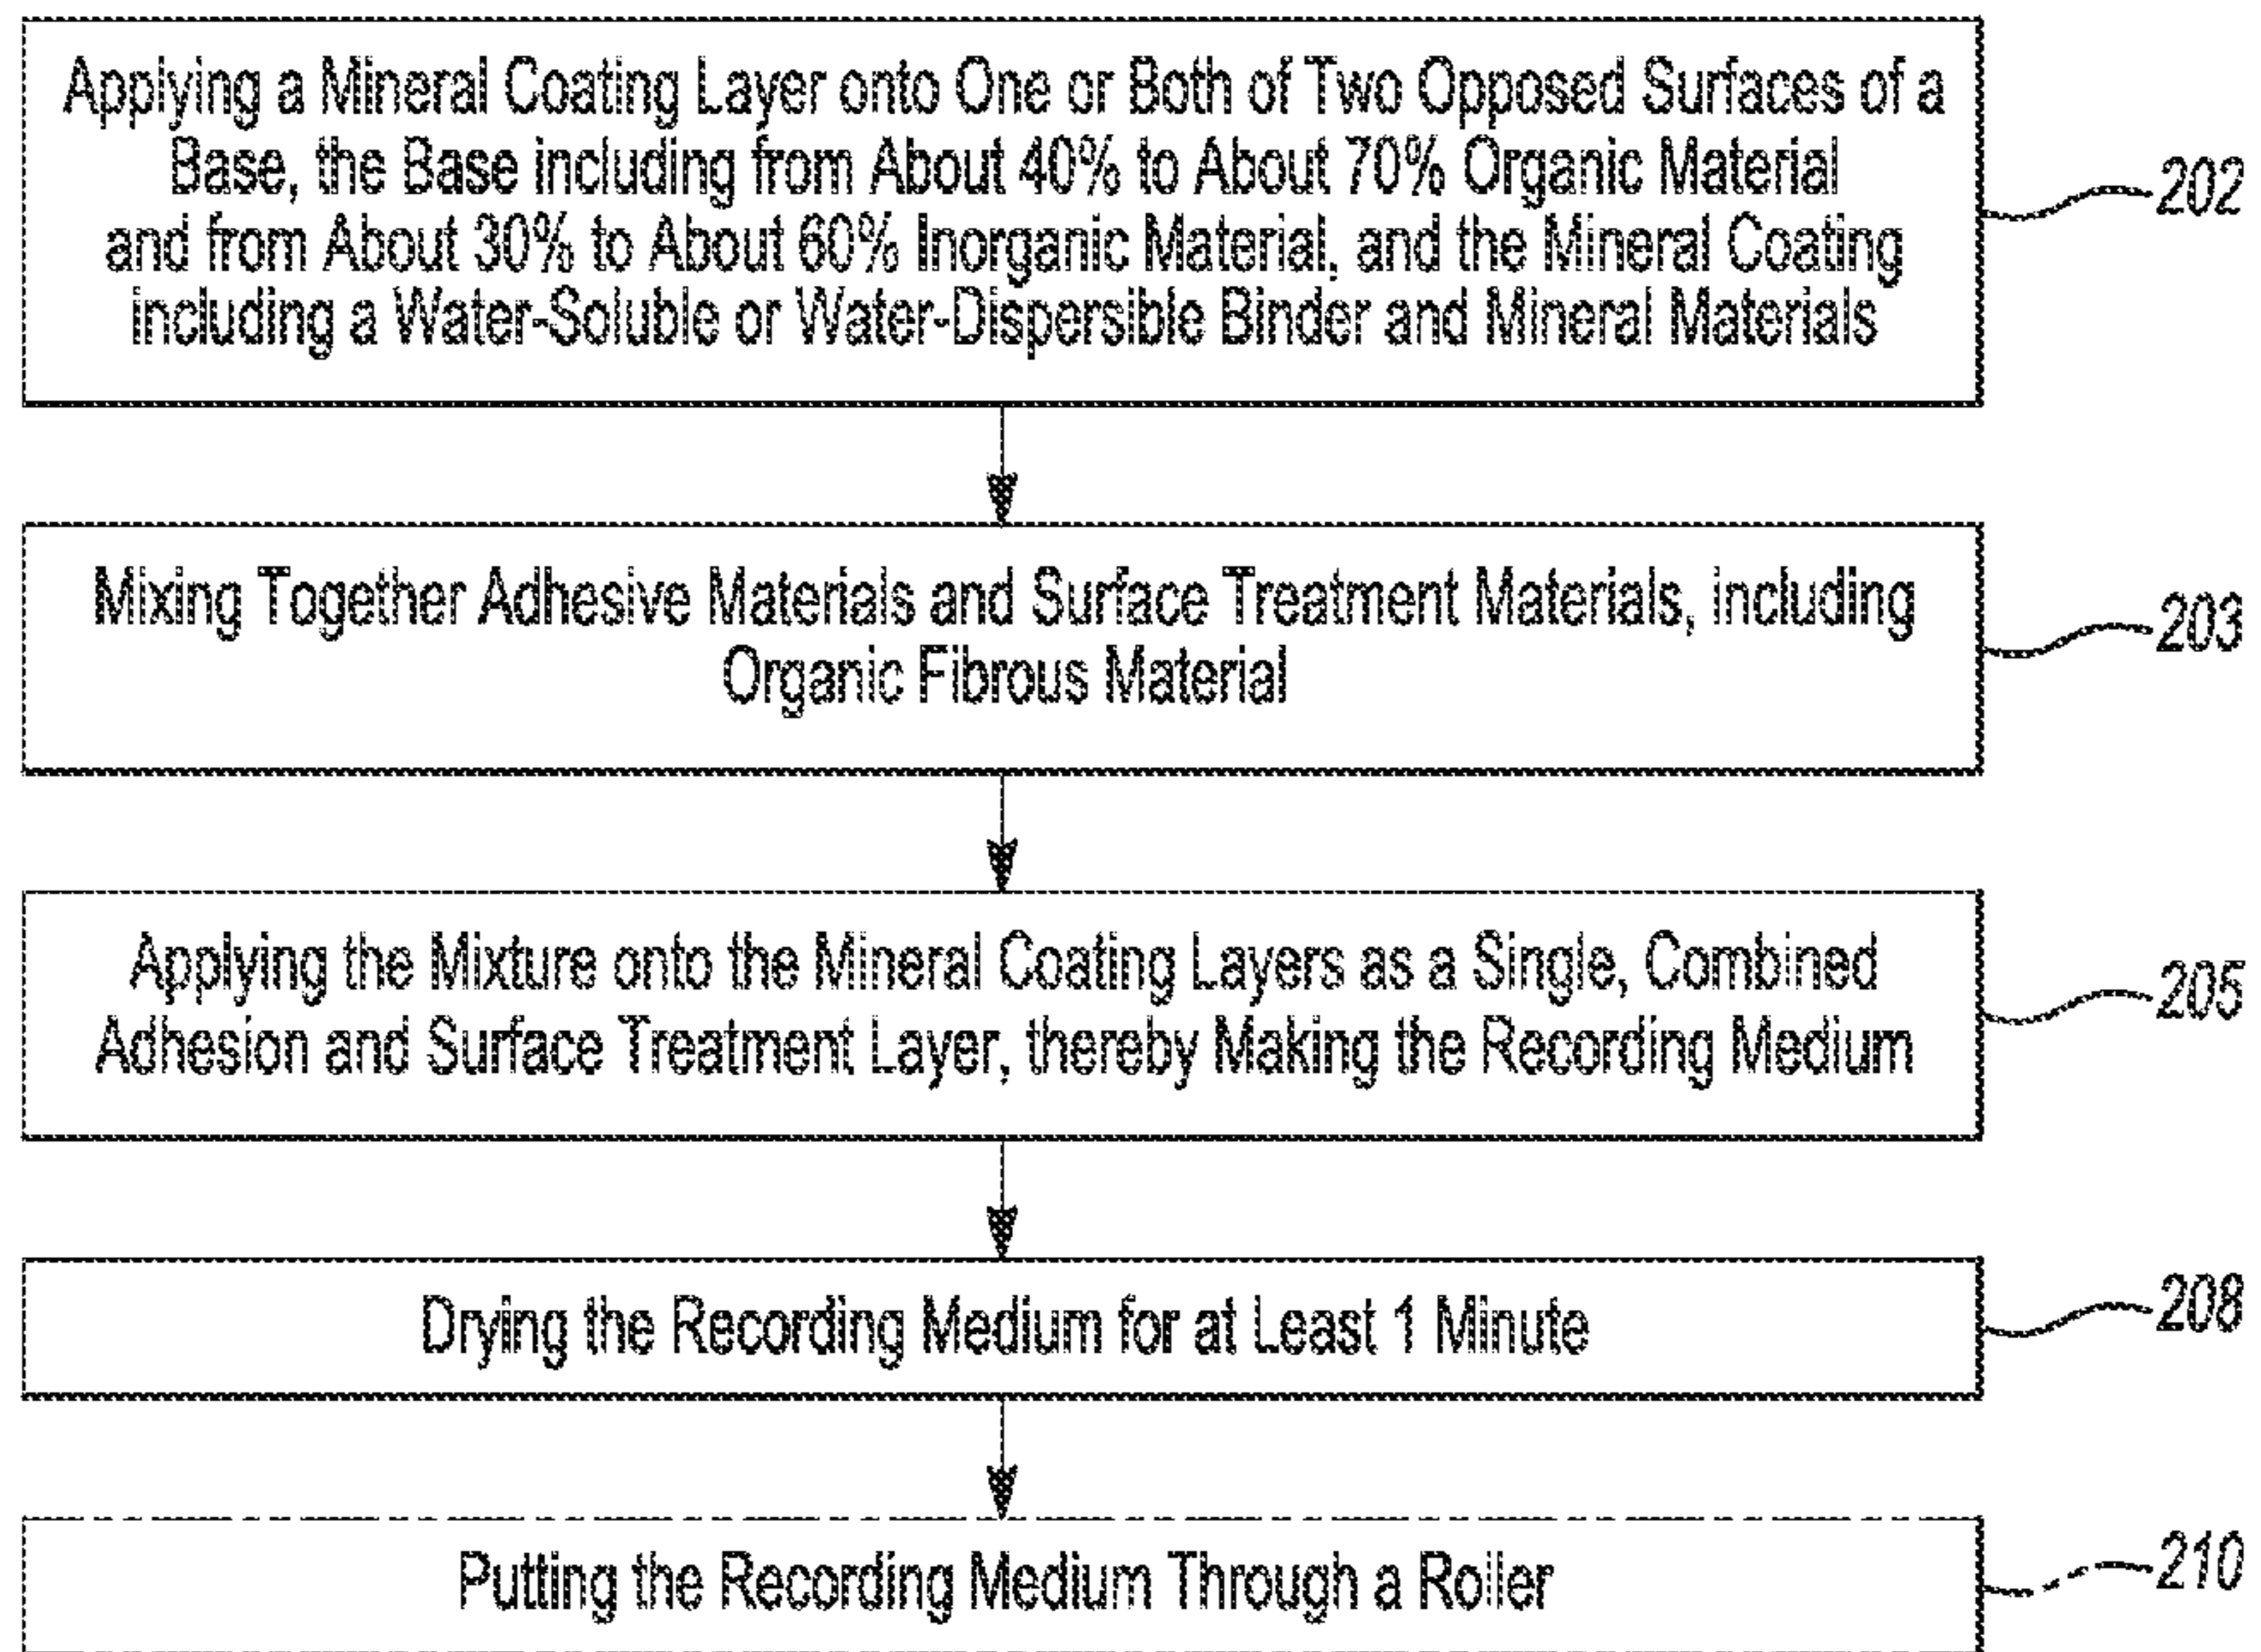 Applying a Mineral Coating Layer onto One or Both of Two Opposed Surfaces of a
Base, the Base including from About 40% to About 70% Organic Material
and from About 30% to About 60% Inorganic Material, and the Mineral Coating
including a Water-Soluble or Water-Dispersible Binder and Mineral Materials
202
Mixing Together Adhesive Materials and Surface Treatment Materials, including
Organic Fibrous Material
203
Applying the Mixture onto the Mineral Coating Layers as a Single, Combined
Adhesion and Surface Treatment Layer, thereby Making the Recording Medium
205
Drying the Recording Medium for at Least 1 Minute
208
Putting the Recording Medium Through a Roller
210